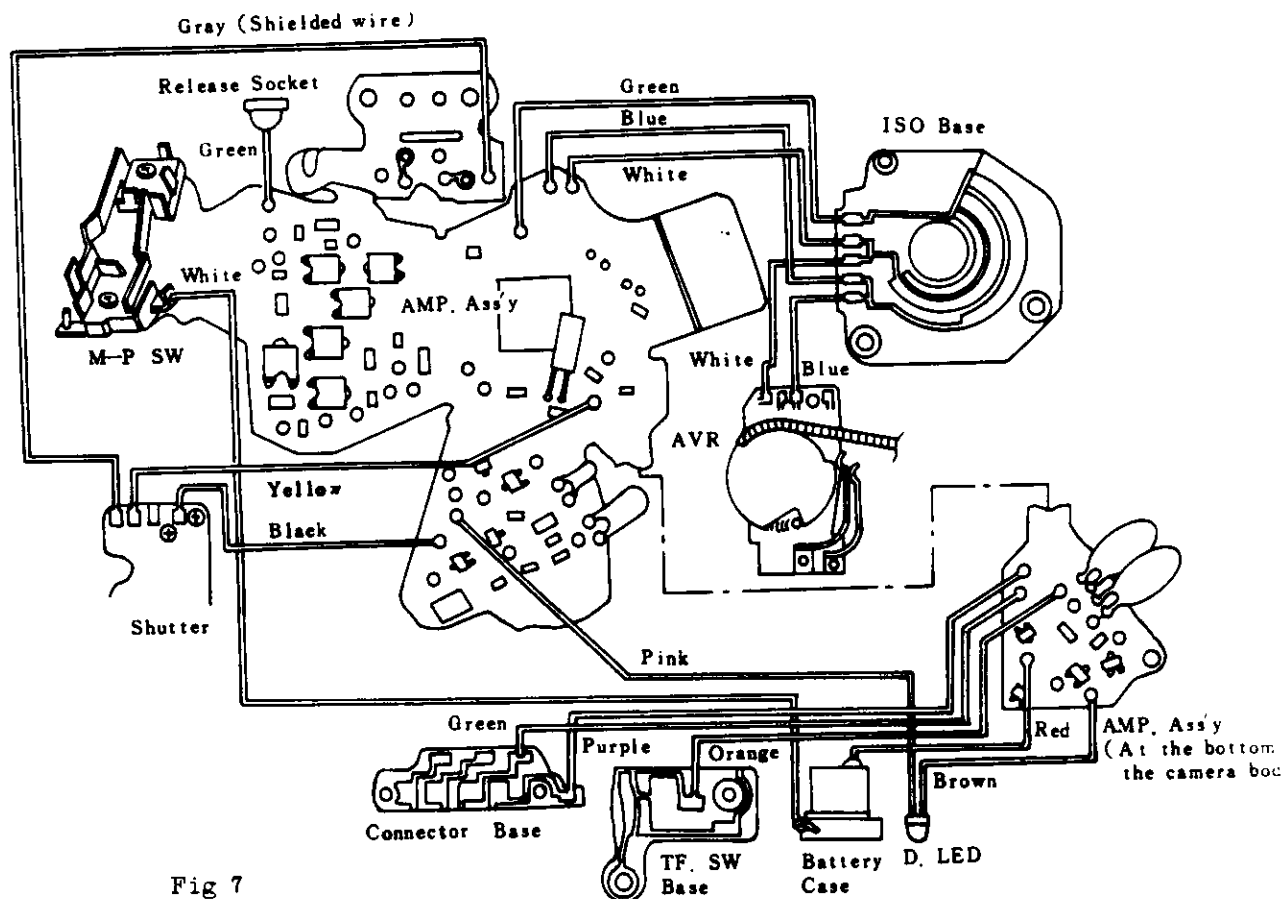 Gray (Shielded wire)
Release Socket
Green
Green
Blue
White
ISO Base
White
M-P SW
AMP. Ass'y
White
Blue
AVR
Yellow
Black
Shutter
Pink
Green
Purple
Orange
Red
AMP. Ass'y
(At the bottom
the camera
Brown
Connector Base
TF. SW
Base
Battery
Case
D. LED
Fig 7